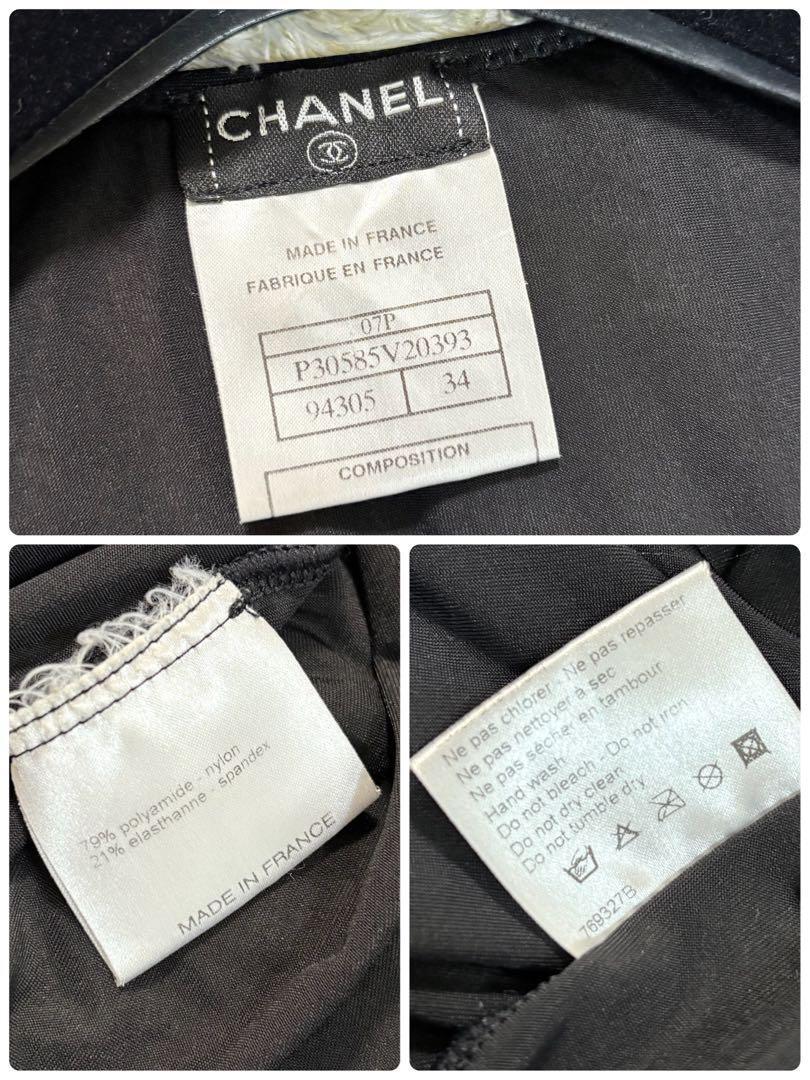 CHANEL
MADE IN FRANCE
FABRIQUE EN FRANCE
07P
P30585V20393
94305 34
COMPOSITION
79% polyamide - nylon
21% elasthanne - spandex
MADE IN FRANCE
Ne pas chlorer - Ne pas repasser
Ne pas nettoyer à sec
Ne pas sécher en tambour
Hand wash
Do not bleach - Do not iron
Do not dry clean
Do not tumble dry
769327B